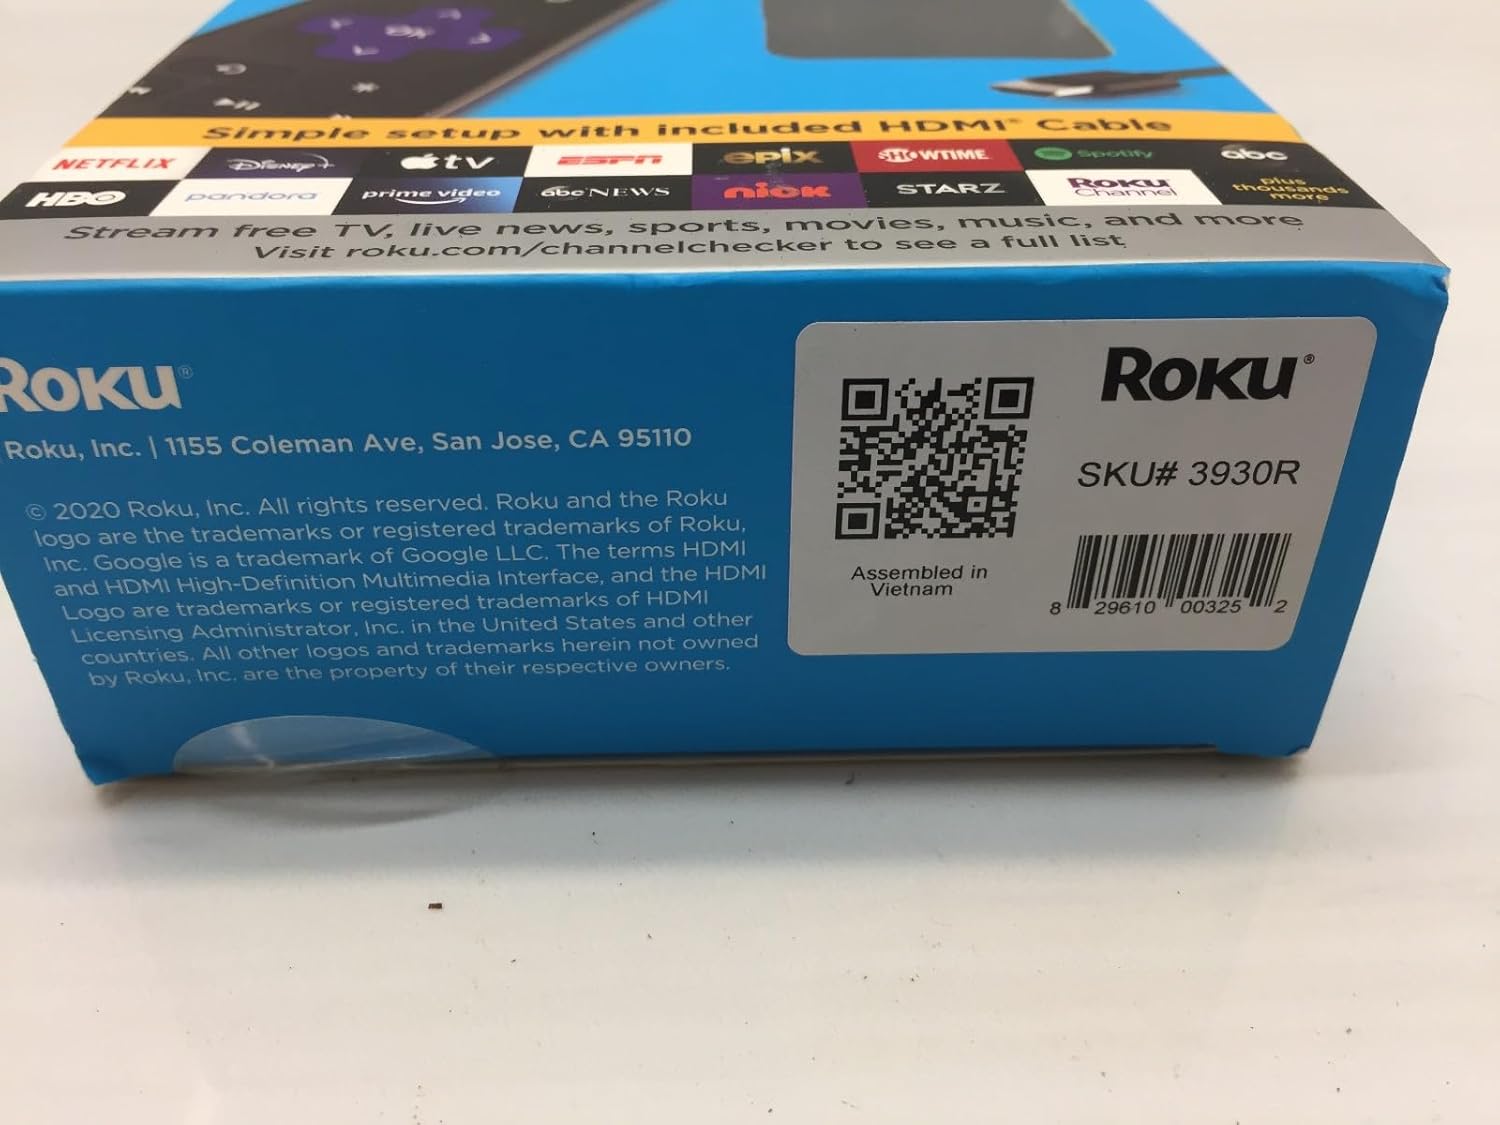 OK
Simple setup with included HDMI® Cable
NETFLIX Disney+ tv ESPN epix SHOWTIME Spotify abc
HBO pandora prime video abc NEWS nick STARZ Roku Channel plus thousands more
Stream free TV, live news, sports, movies, music, and more
Visit roku.com/channelchecker to see a full list
Roku®
Roku, Inc. | 1155 Coleman Ave, San Jose, CA 95110
© 2020 Roku, Inc. All rights reserved. Roku and the Roku
logo are the trademarks or registered trademarks of Roku,
Inc. Google is a trademark of Google LLC. The terms HDMI
and HDMI High-Definition Multimedia Interface, and the HDMI
Logo are trademarks or registered trademarks of HDMI
Licensing Administrator, Inc. in the United States and other
countries. All other logos and trademarks herein not owned
by Roku, Inc. are the property of their respective owners.
Roku®
SKU# 3930R
Assembled in
Vietnam
8 29610 00325 2